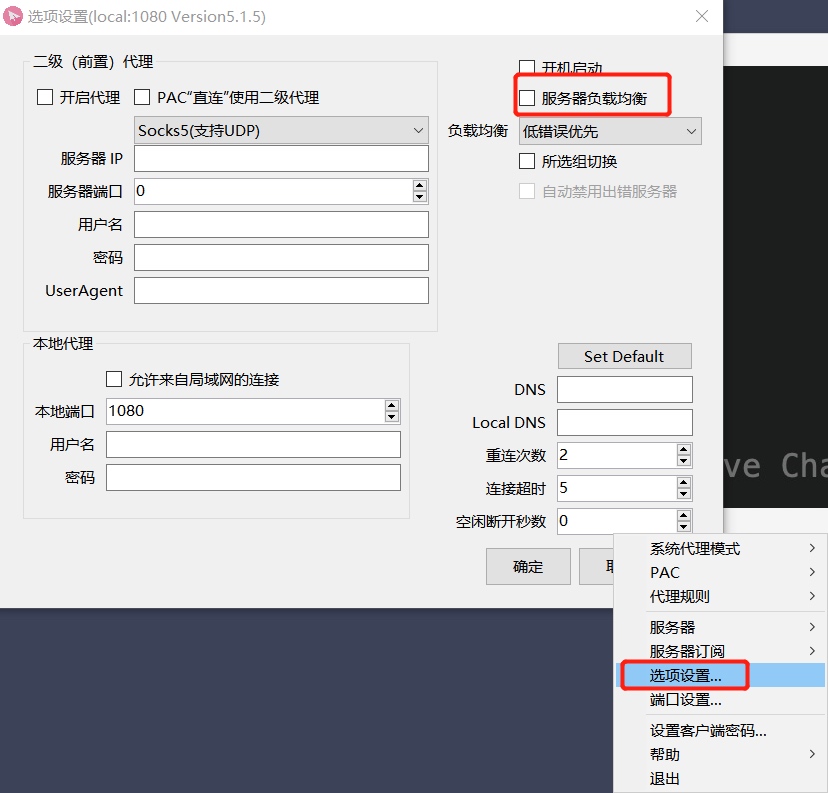 选项设置(local:1080 Version5.1.5)
二级（前置）代理
开启代理
PAC“直连”使用二级代理
Socks5(支持UDP)
服务器 IP
服务器端口
0
用户名
密码
UserAgent
开机启动
服务器负载均衡
负载均衡
低错误优先
所选组切换
自动禁用出错服务器
本地代理
允许来自局域网的连接
本地端口
1080
用户名
密码
Set Default
DNS
Local DNS
重连次数
2
连接超时
5
空闲断开秒数
0
确定
ve Cha
系统代理模式
PAC
代理规则
服务器
服务器订阅
选项设置...
端口设置...
设置客户端密码...
帮助
退出